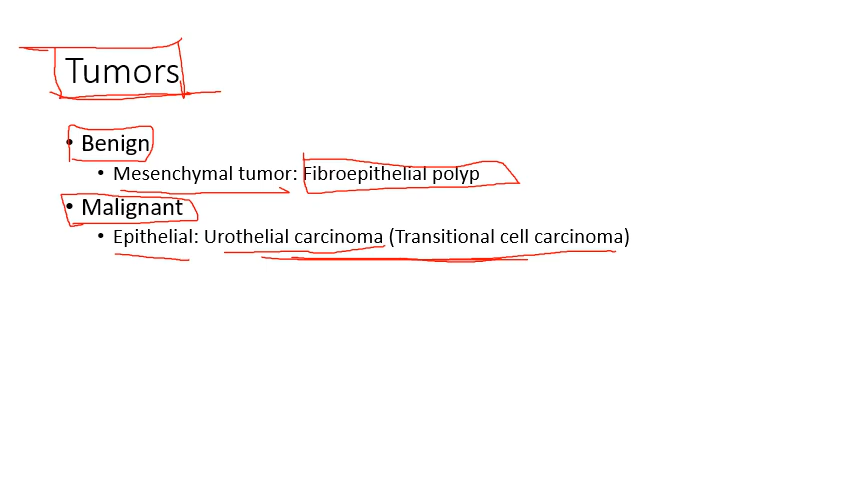 Tumors
• Benign
• Mesenchymal tumor: Fibroepithelial polyp
• Malignant
• Epithelial: Urothelial carcinoma (Transitional cell carcinoma)